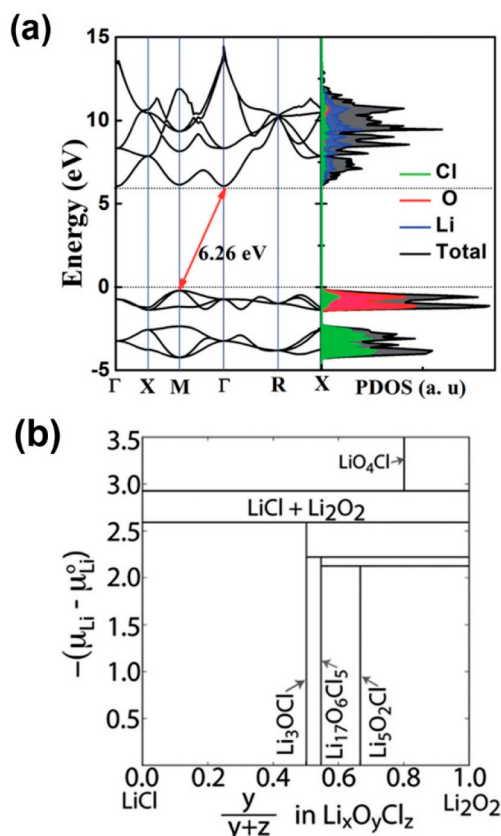 (a)
15
10
5
0
-5
Energy (eV)
6.26 eV
Cl
O
Li
Total
Γ X M Γ R X
PDOS (a. u)
(b)
3.5
3.0
2.5
2.0
1.5
1.0
0.5
-(μLi - μ°Li)
LiO₄Cl
LiCl + Li₂O₂
Li₃OCl
Li₁₇O₆Cl₅
Li₅O₂Cl
0.0 0.2 0.4 0.6 0.8 1.0
LiCl
Li₂O₂
y
y+z
in LiₓOᵧCl_z